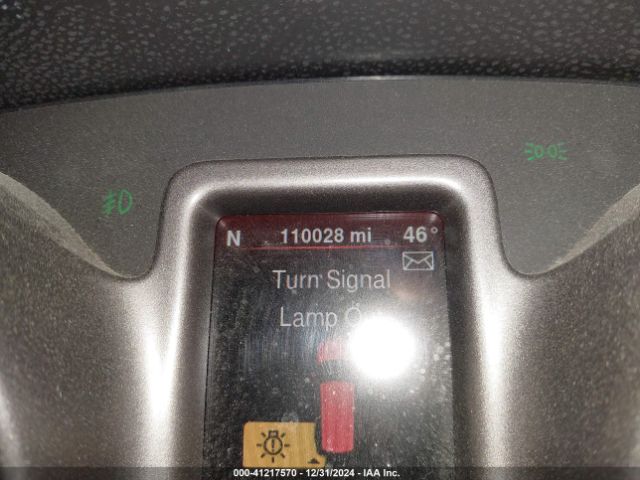 N 110028 mi 46°
Turn Signal
Lamp
000-41217570 - 12/31/2024 - IAA Inc.